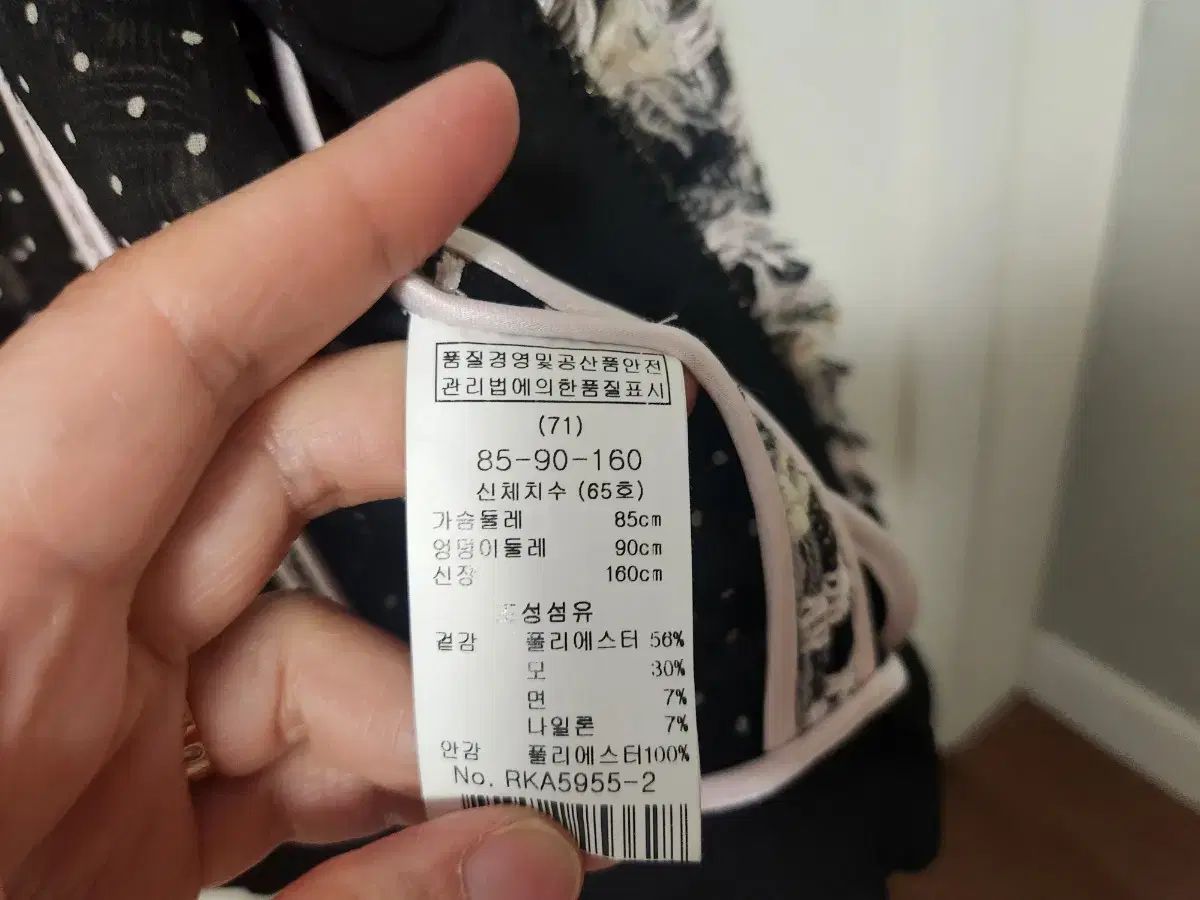 품질경영및공산품안전
관리법에의한품질표시
(71)
85-90-160
신체치수 (65호)
가슴둘레 85cm
엉덩이둘레 90cm
신장 160cm
조성섬유
겉감 폴리에스터 56%
모 30%
면 7%
나일론 7%
안감 폴리에스터100%
No. RKA5955-2